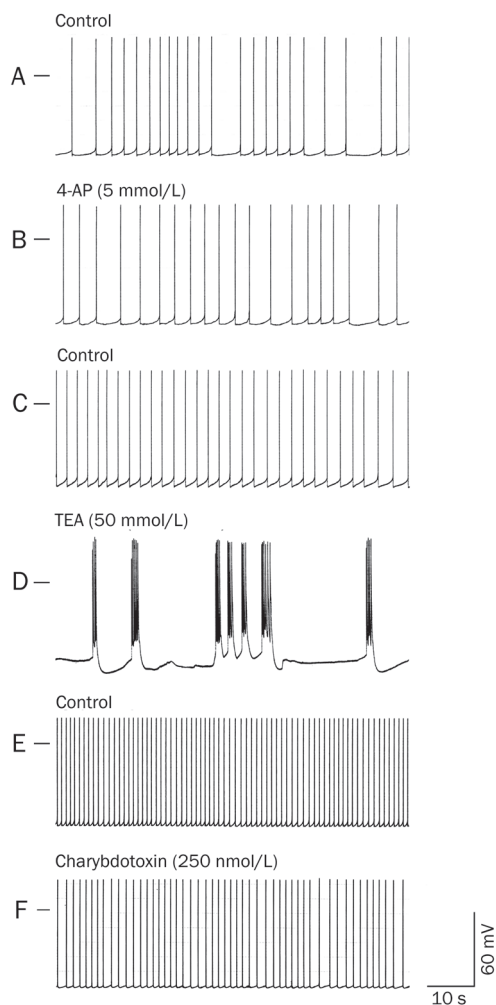 Control
A
4-AP (5 mmol/L)
B
Control
C
TEA (50 mmol/L)
D
Control
E
Charybdotoxin (250 nmol/L)
F
60 mV
10 s